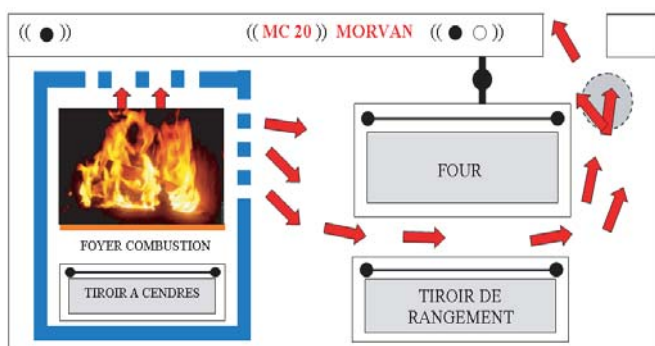 ((●)) ((MC 20)) MORVAN ((●○))
FOUR
FOYER COMBUSTION
TIROIR A CENDRES
TIROIR DE
RANGEMENT